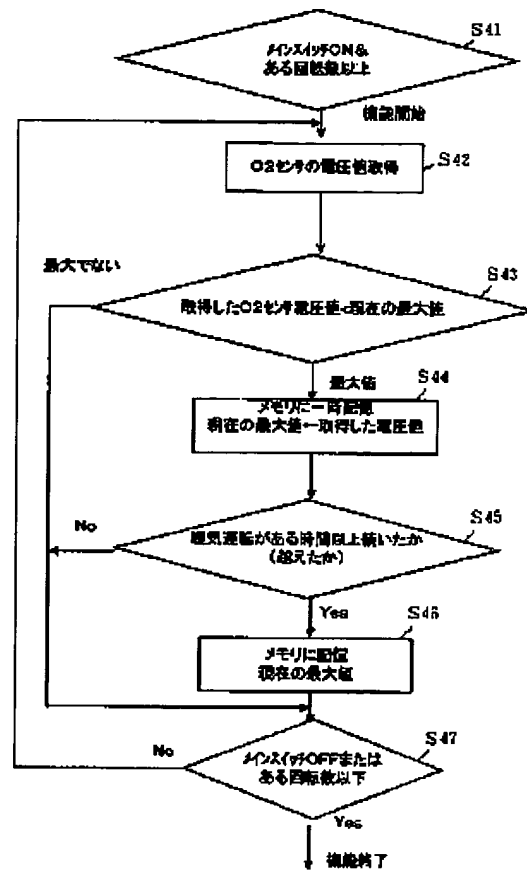 S41
メインスイッチON&
ある回転数以上
機能開始
S42
O2センサの電圧値取得
最大でない
S43
取得したO2センサ電圧値<現在の最大値
最大値
S44
メモリに一時記憶
現在の最大値←取得した電圧値
S45
No
暖気運転がある時間以上続いたか
(越えたか)
Yes
S46
メモリに記憶
現在の最大値
S47
No
メインスイッチOFFまたは
ある回転数以下
Yes
機能終了